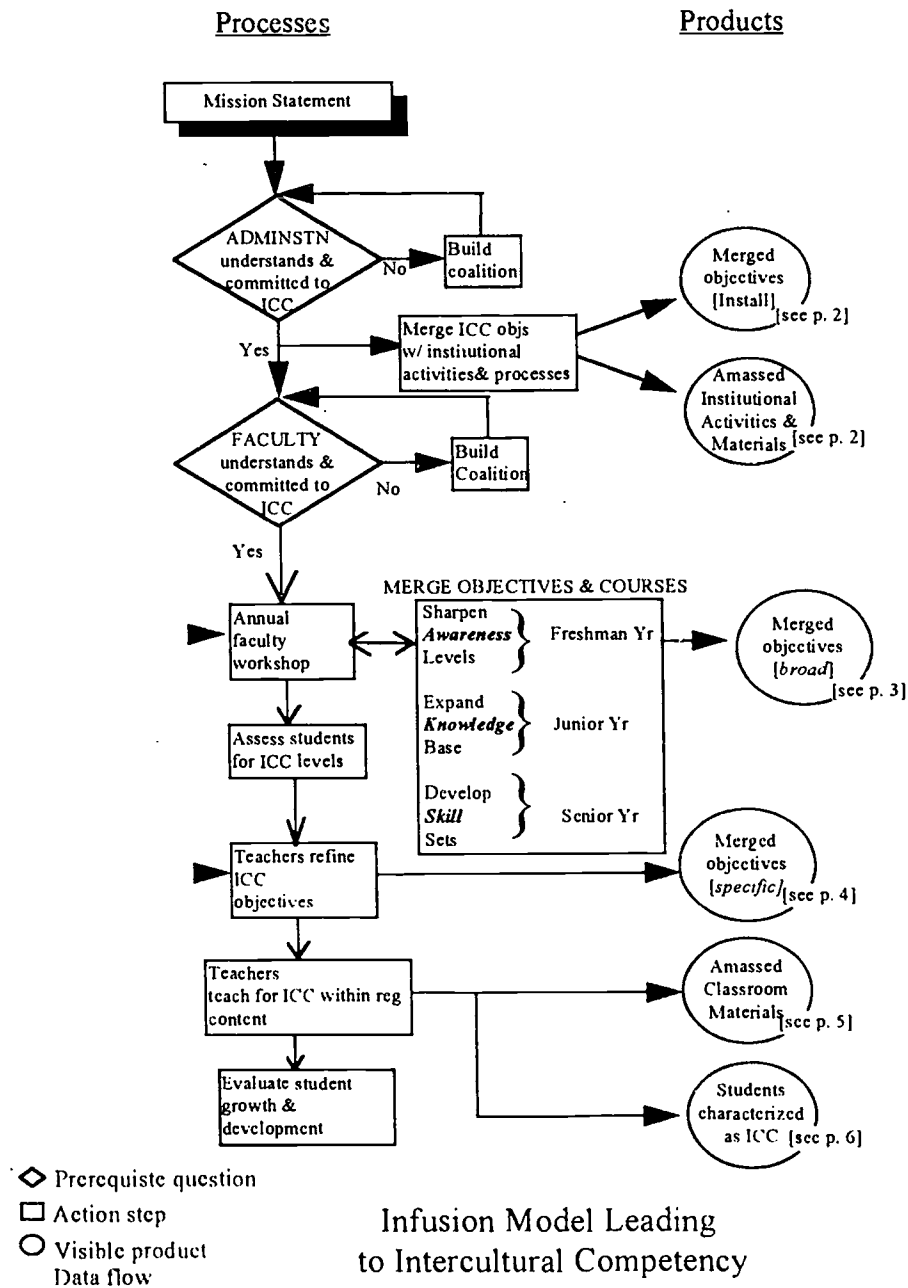 Processes
Products
Mission Statement
ADMINSTN
understands &
committed to
ICC
No
Build
coalition
Yes
Merge ICC objs
w/ institutional
activities& processes
Merged
objectives
[Install]
[see p. 2]
Amassed
Institutional
Activities &
Materials
[see p. 2]
FACULTY
understands &
committed to
ICC
No
Build
Coalition
Yes
Annual
faculty
workshop
MERGE OBJECTIVES & COURSES
Sharpen
Awareness
Levels
Freshman Yr
Expand
Knowledge
Base
Junior Yr
Develop
Skill
Sets
Senior Yr
Merged
objectives
[broad]
[see p. 3]
Assess students
for ICC levels
Teachers refine
ICC
objectives
Merged
objectives
[specific]
[see p. 4]
Teachers
teach for ICC within reg
content
Amassed
Classroom
Materials
[see p. 5]
Evaluate student
growth &
development
Students
characterized
as ICC
[see p. 6]
Prerequiste question
Action step
Visible product
Data flow
Infusion Model Leading
to Intercultural Competency